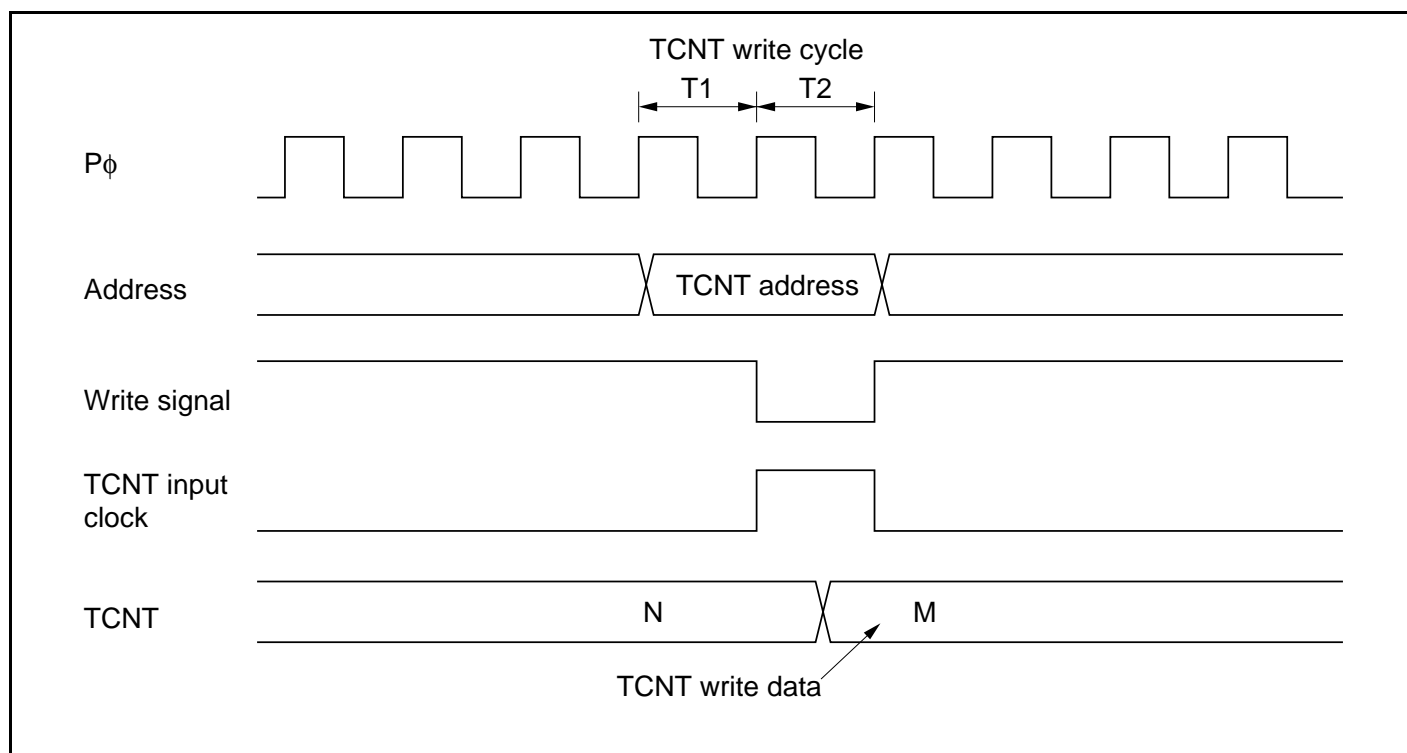 TCNT write cycle
T1 T2
Pϕ
Address
TCNT address
Write signal
TCNT input
clock
TCNT
N
M
TCNT write data